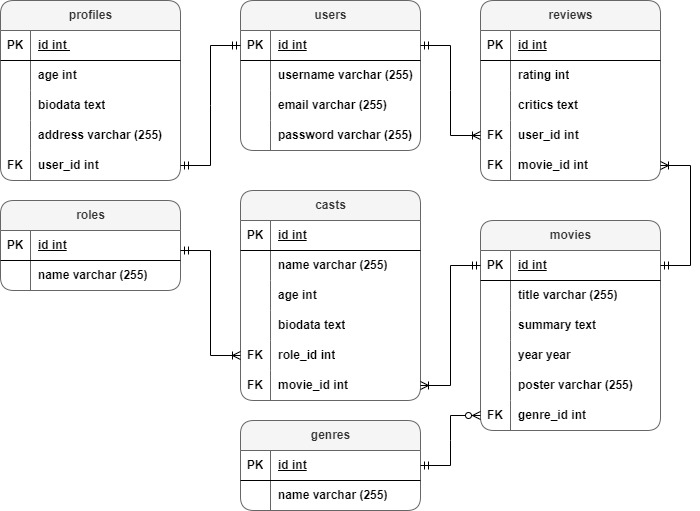 profiles
PK id int
age int
biodata text
address varchar (255)
FK user_id int
users
PK id int
username varchar (255)
email varchar (255)
password varchar (255)
reviews
PK id int
rating int
critics text
FK user_id int
FK movie_id int
roles
PK id int
name varchar (255)
casts
PK id int
name varchar (255)
age int
biodata text
FK role_id int
FK movie_id int
movies
PK id int
title varchar (255)
summary text
year year
poster varchar (255)
FK genre_id int
genres
PK id int
name varchar (255)